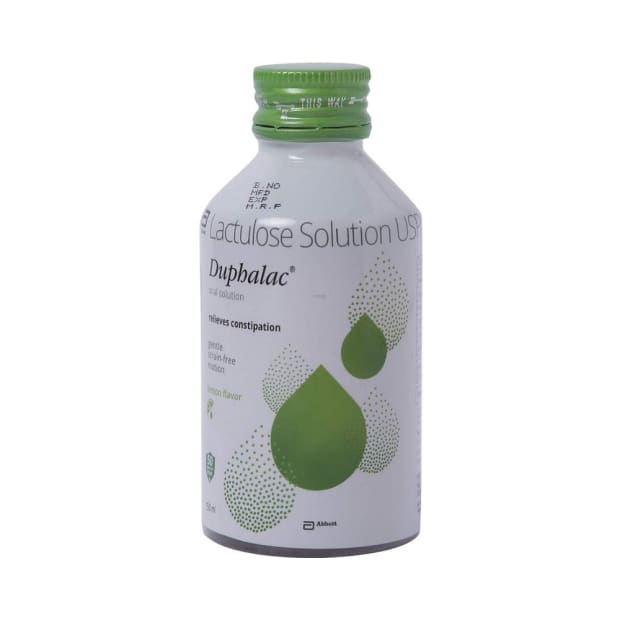 THIS WAY
B.NO
MFD
EXP
M.R.P
Lactulose Solution USP
Duphalac®
oral solution
relieves constipation
gentle
strain-free
motion
lemon flavor
Abbott